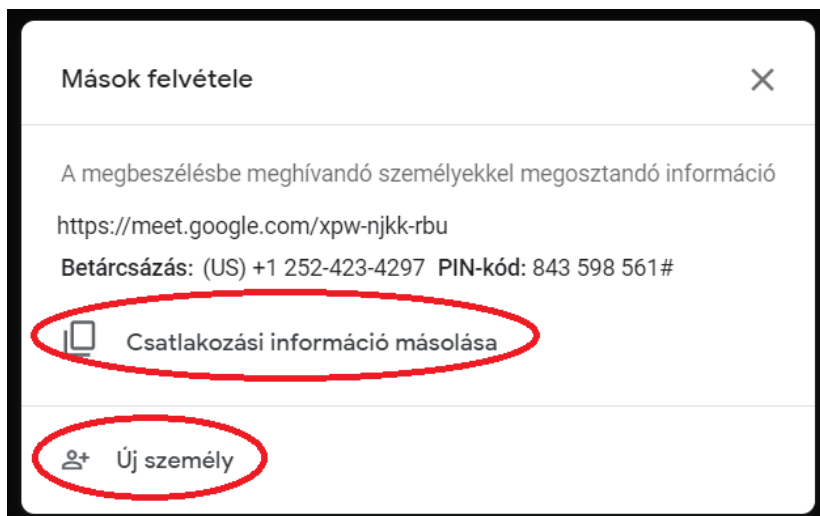 Mások felvétele
A megbeszélésbe meghívandó személyekkel megosztandó információ
https://meet.google.com/xpw-njkk-rbu
Betárcsázás: (US) +1 252-423-4297 PIN-kód: 843 598 561#
Csatlakozási információ másolása
Új személy